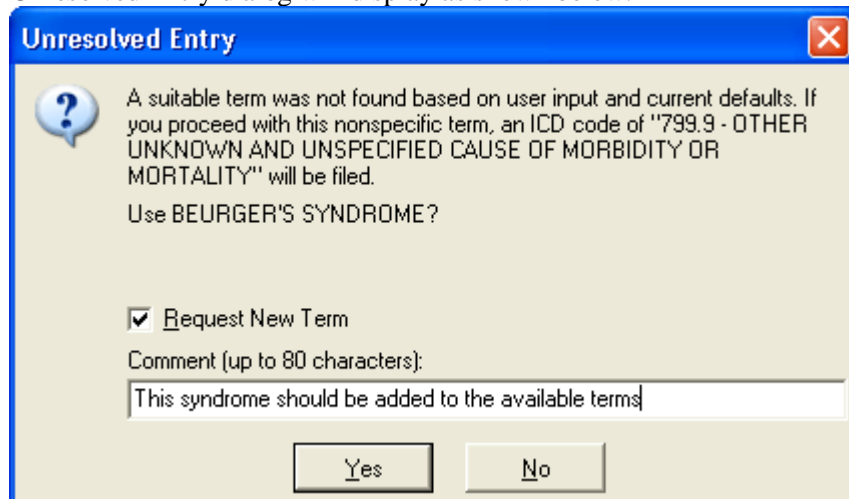 Unresolved Entry
A suitable term was not found based on user input and current defaults. If
you proceed with this nonspecific term, an ICD code of "799.9 - OTHER
UNKNOWN AND UNSPECIFIED CAUSE OF MORBIDITY OR
MORTALITY" will be filed.
Use BEURGER'S SYNDROME?
Request New Term
Comment (up to 80 characters):
This syndrome should be added to the available terms
Yes No